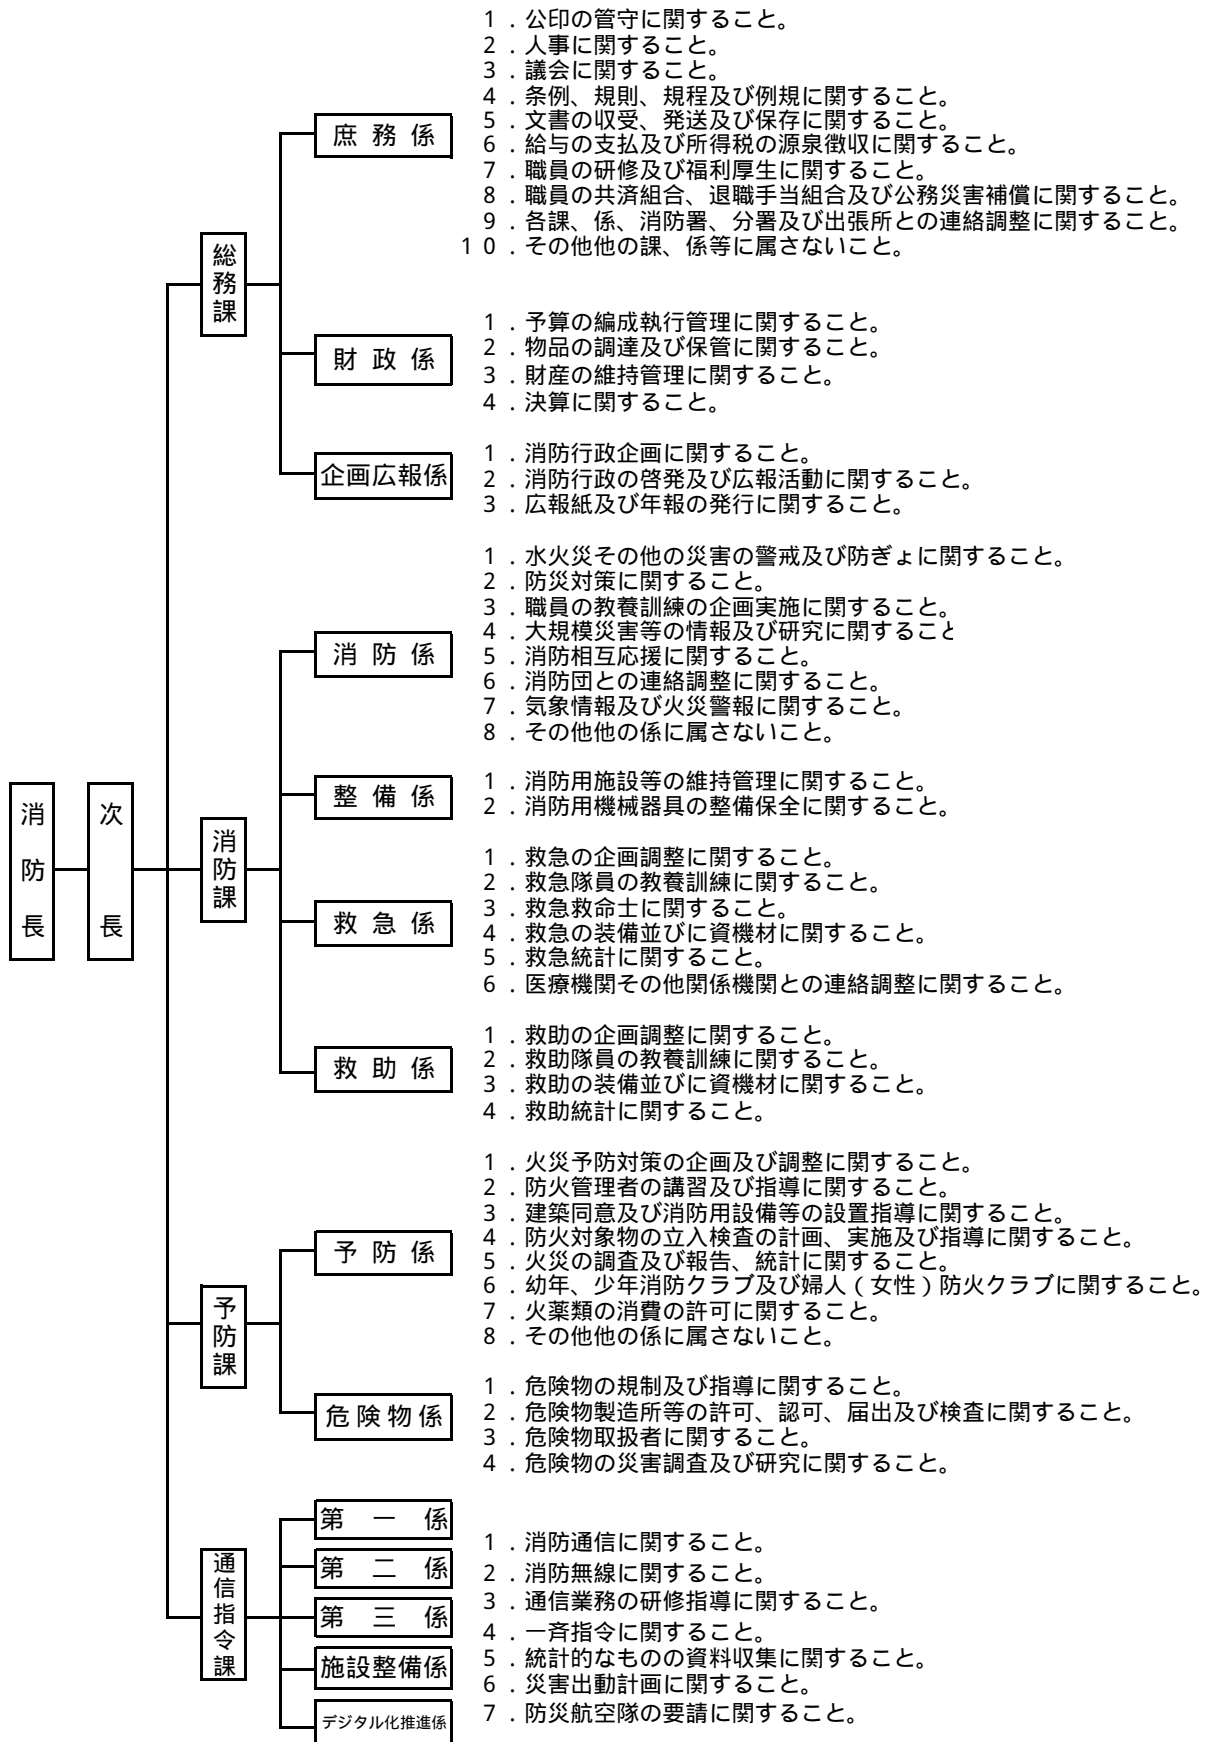 消防長
次長
総務課
庶務係
1．公印の管守に関すること。
2．人事に関すること。
3．議会に関すること。
4．条例、規則、規程及び例規に関すること。
5．文書の収受、発送及び保存に関すること。
6．給与の支払及び所得税の源泉徴収に関すること。
7．職員の研修及び福利厚生に関すること。
8．職員の共済組合、退職手当組合及び公務災害補償に関すること。
9．各課、係、消防署、分署及び出張所との連絡調整に関すること。
10．その他他の課、係等に属さないこと。
財政係
1．予算の編成執行管理に関すること。
2．物品の調達及び保管に関すること。
3．財産の維持管理に関すること。
4．決算に関すること。
企画広報係
1．消防行政企画に関すること。
2．消防行政の啓発及び広報活動に関すること。
3．広報紙及び年報の発行に関すること。
消防課
消防係
1．水火災その他の災害の警戒及び防ぎょに関すること。
2．防災対策に関すること。
3．職員の教養訓練の企画実施に関すること。
4．大規模災害等の情報及び研究に関すること
5．消防相互応援に関すること。
6．消防団との連絡調整に関すること。
7．気象情報及び火災警報に関すること。
8．その他他の係に属さないこと。
整備係
1．消防用施設等の維持管理に関すること。
2．消防用機械器具の整備保全に関すること。
救急係
1．救急の企画調整に関すること。
2．救急隊員の教養訓練に関すること。
3．救急救命士に関すること。
4．救急の装備並びに資機材に関すること。
5．救急統計に関すること。
6．医療機関その他関係機関との連絡調整に関すること。
救助係
1．救助の企画調整に関すること。
2．救助隊員の教養訓練に関すること。
3．救助の装備並びに資機材に関すること。
4．救助統計に関すること。
予防課
予防係
1．火災予防対策の企画及び調整に関すること。
2．防火管理者の講習及び指導に関すること。
3．建築同意及び消防用設備等の設置指導に関すること。
4．防火対象物の立入検査の計画、実施及び指導に関すること。
5．火災の調査及び報告、統計に関すること。
6．幼年、少年消防クラブ及び婦人（女性）防火クラブに関すること。
7．火薬類の消費の許可に関すること。
8．その他他の係に属さないこと。
危険物係
1．危険物の規制及び指導に関すること。
2．危険物製造所等の許可、認可、届出及び検査に関すること。
3．危険物取扱者に関すること。
4．危険物の災害調査及び研究に関すること。
通信指令課
第一係
第二係
第三係
施設整備係
デジタル化推進係
1．消防通信に関すること。
2．消防無線に関すること。
3．通信業務の研修指導に関すること。
4．一斉指令に関すること。
5．統計的なものの資料収集に関すること。
6．災害出動計画に関すること。
7．防災航空隊の要請に関すること。